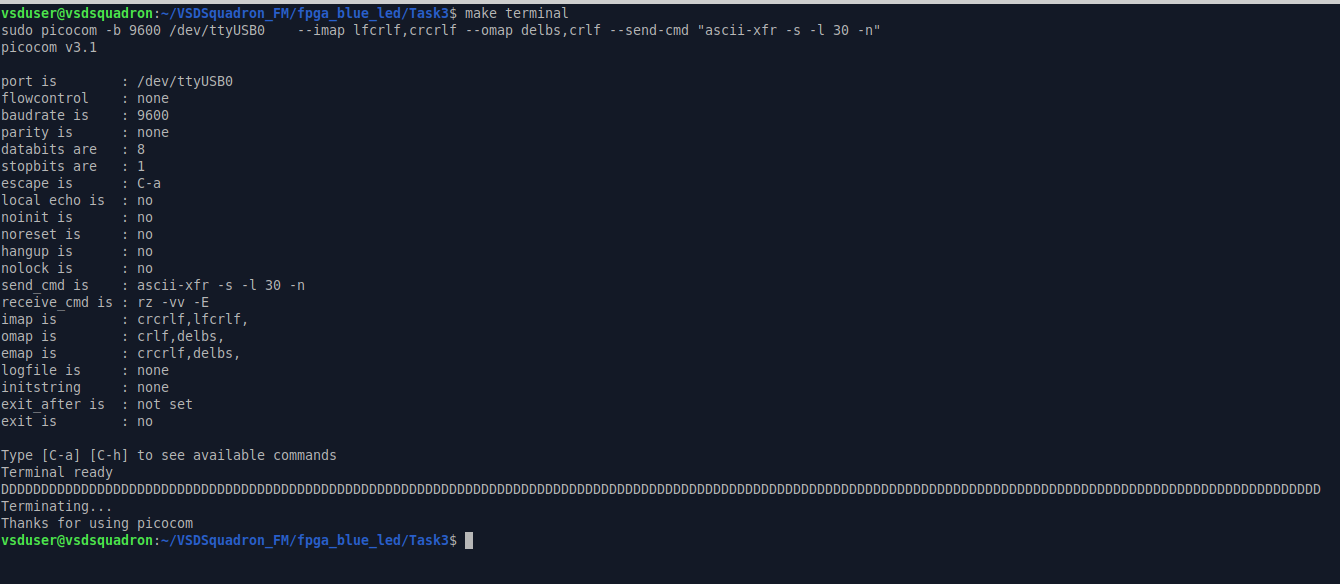 vsduser@vsdsquadron:~/VSDSquadron_FM/fpga_blue_led/Task3$ make terminal
sudo picocom -b 9600 /dev/ttyUSB0    --imap lfcrlf,crcrlf --omap delbs,crlf --send-cmd "ascii-xfr -s -l 30 -n"
picocom v3.1
port is        : /dev/ttyUSB0
flowcontrol    : none
baudrate is    : 9600
parity is      : none
databits are   : 8
stopbits are   : 1
escape is      : C-a
local echo is  : no
noinit is      : no
noreset is     : no
hangup is      : no
nolock is      : no
send_cmd is    : ascii-xfr -s -l 30 -n
receive_cmd is : rz -vv -E
imap is        : crcrlf,lfcrlf,
omap is        : crlf,delbs,
emap is        : crcrlf,delbs,
logfile is     : none
initstring     : none
exit_after is  : not set
exit is        : no
Type [C-a] [C-h] to see available commands
Terminal ready
DDDDDDDDDDDDDDDDDDDDDDDDDDDDDDDDDDDDDDDDDDDDDDDDDDDDDDDDDDDDDDDDDDDDDDDDDDDDDDDDDDDDDDDDDDDDDDDDDDDDDDDDDDDDDDDDDDDDDDDDDDDDDDDDDDDDDDDDDDDDDDDDDDDDDDDDDDDDDDDDD
Terminating...
Thanks for using picocom
vsduser@vsdsquadron:~/VSDSquadron_FM/fpga_blue_led/Task3$